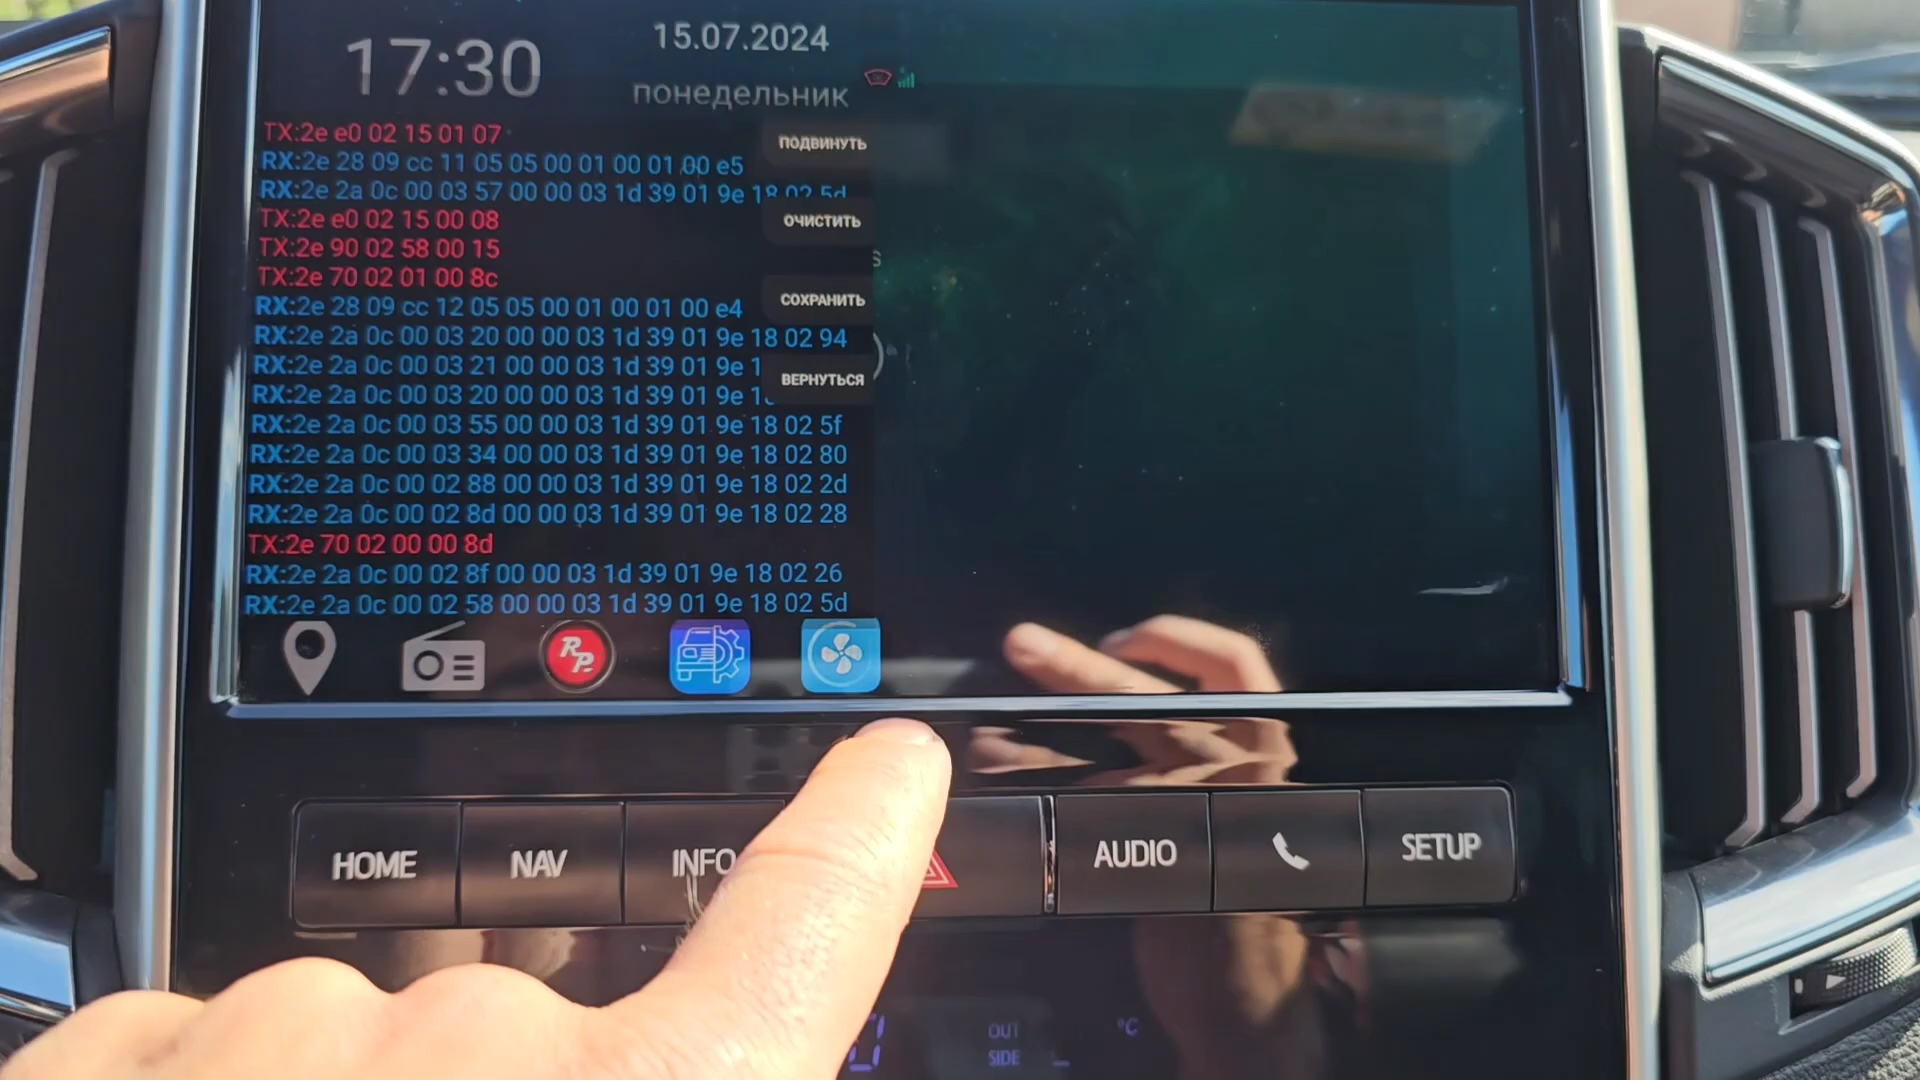 17:30
15.07.2024
понедельник
TX:2e e0 02 15 01 07
RX:2e 28 09 cc 11 05 05 00 01 00 01 00 e5
RX:2e 2a 0c 00 03 57 00 00 03 1d 39 01 9e 18 02 5d
TX:2e e0 02 15 00 08
TX:2e 90 02 58 00 15
TX:2e 70 02 01 00 8c
RX:2e 28 09 cc 12 05 05 00 01 00 01 00 e4
RX:2e 2a 0c 00 03 20 00 00 03 1d 39 01 9e 18 02 94
RX:2e 2a 0c 00 03 21 00 00 03 1d 39 01 9e 1
RX:2e 2a 0c 00 03 20 00 00 03 1d 39 01 9e 18
RX:2e 2a 0c 00 03 55 00 00 03 1d 39 01 9e 18 02 5f
RX:2e 2a 0c 00 03 34 00 00 03 1d 39 01 9e 18 02 80
RX:2e 2a 0c 00 02 88 00 00 03 1d 39 01 9e 18 02 2d
RX:2e 2a 0c 00 02 8d 00 00 03 1d 39 01 9e 18 02 28
TX:2e 70 02 00 00 8d
RX:2e 2a 0c 00 02 8f 00 00 03 1d 39 01 9e 18 02 26
RX:2e 2a 0c 00 02 58 00 00 03 1d 39 01 9e 18 02 5d
ПОДВИНУТЬ
ОЧИСТИТЬ
S
СОХРАНИТЬ
ВЕРНУТЬСЯ
RP
HOME
NAV
INFO
AUDIO
SETUP
OUT
SIDE
°C